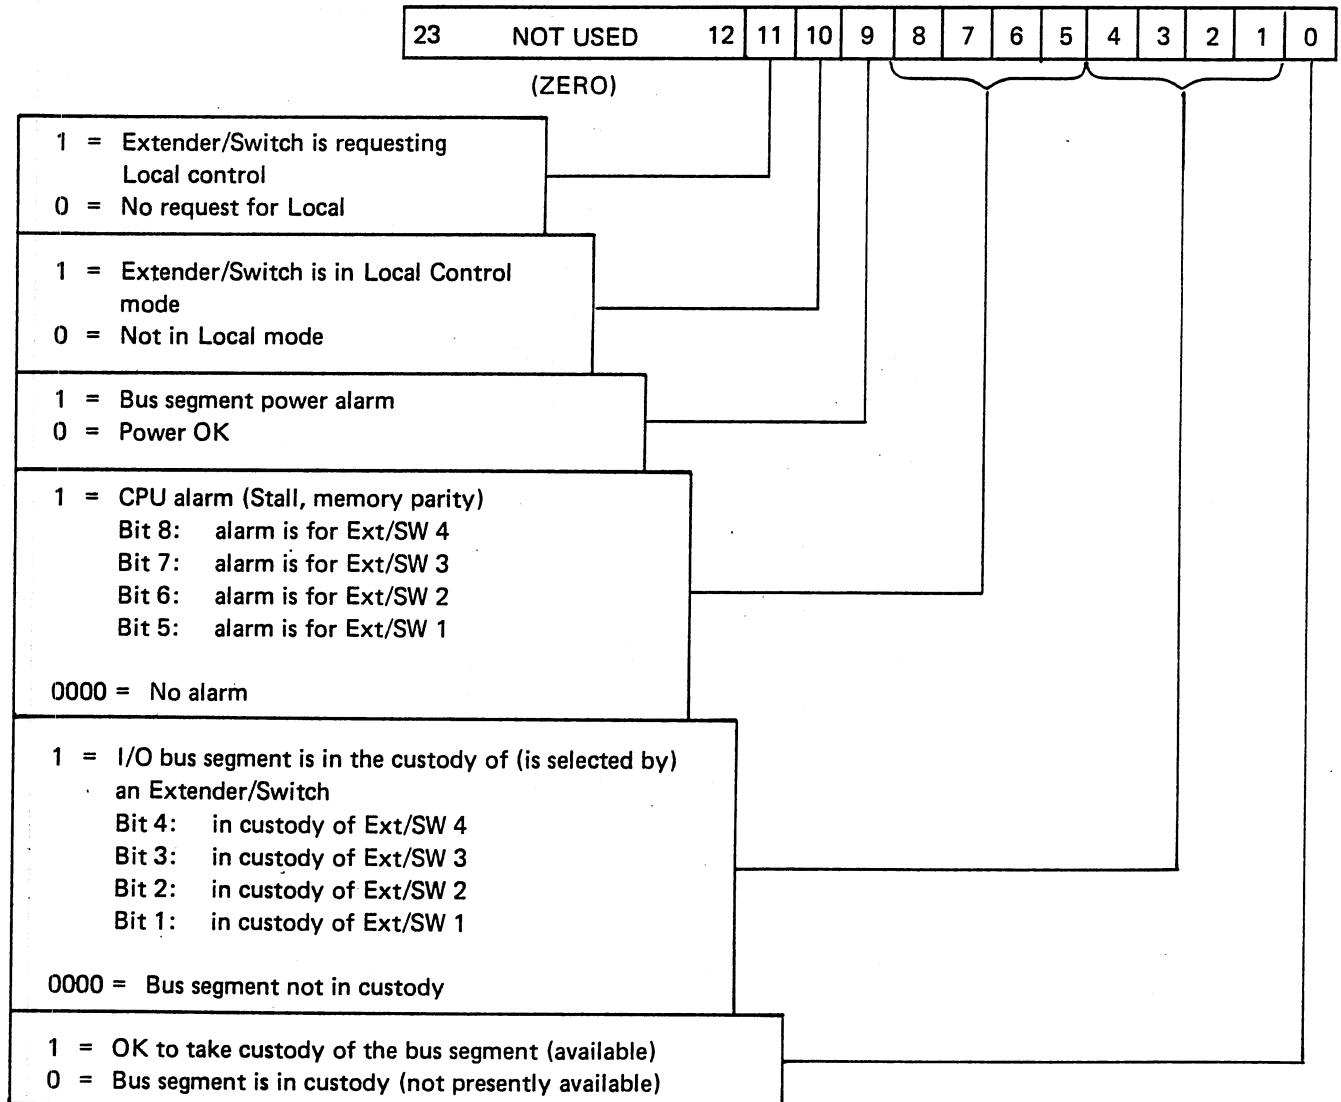 23 NOT USED 12 11 10 9 8 7 6 5 4 3 2 1 0
(ZERO)
1 = Extender/Switch is requesting
Local control
0 = No request for Local
1 = Extender/Switch is in Local Control
mode
0 = Not in Local mode
1 = Bus segment power alarm
0 = Power OK
1 = CPU alarm (Stall, memory parity)
Bit 8: alarm is for Ext/SW 4
Bit 7: alarm is for Ext/SW 3
Bit 6: alarm is for Ext/SW 2
Bit 5: alarm is for Ext/SW 1
0000 = No alarm
1 = I/O bus segment is in the custody of (is selected by)
an Extender/Switch
Bit 4: in custody of Ext/SW 4
Bit 3: in custody of Ext/SW 3
Bit 2: in custody of Ext/SW 2
Bit 1: in custody of Ext/SW 1
0000 = Bus segment not in custody
1 = OK to take custody of the bus segment (available)
0 = Bus segment is in custody (not presently available)